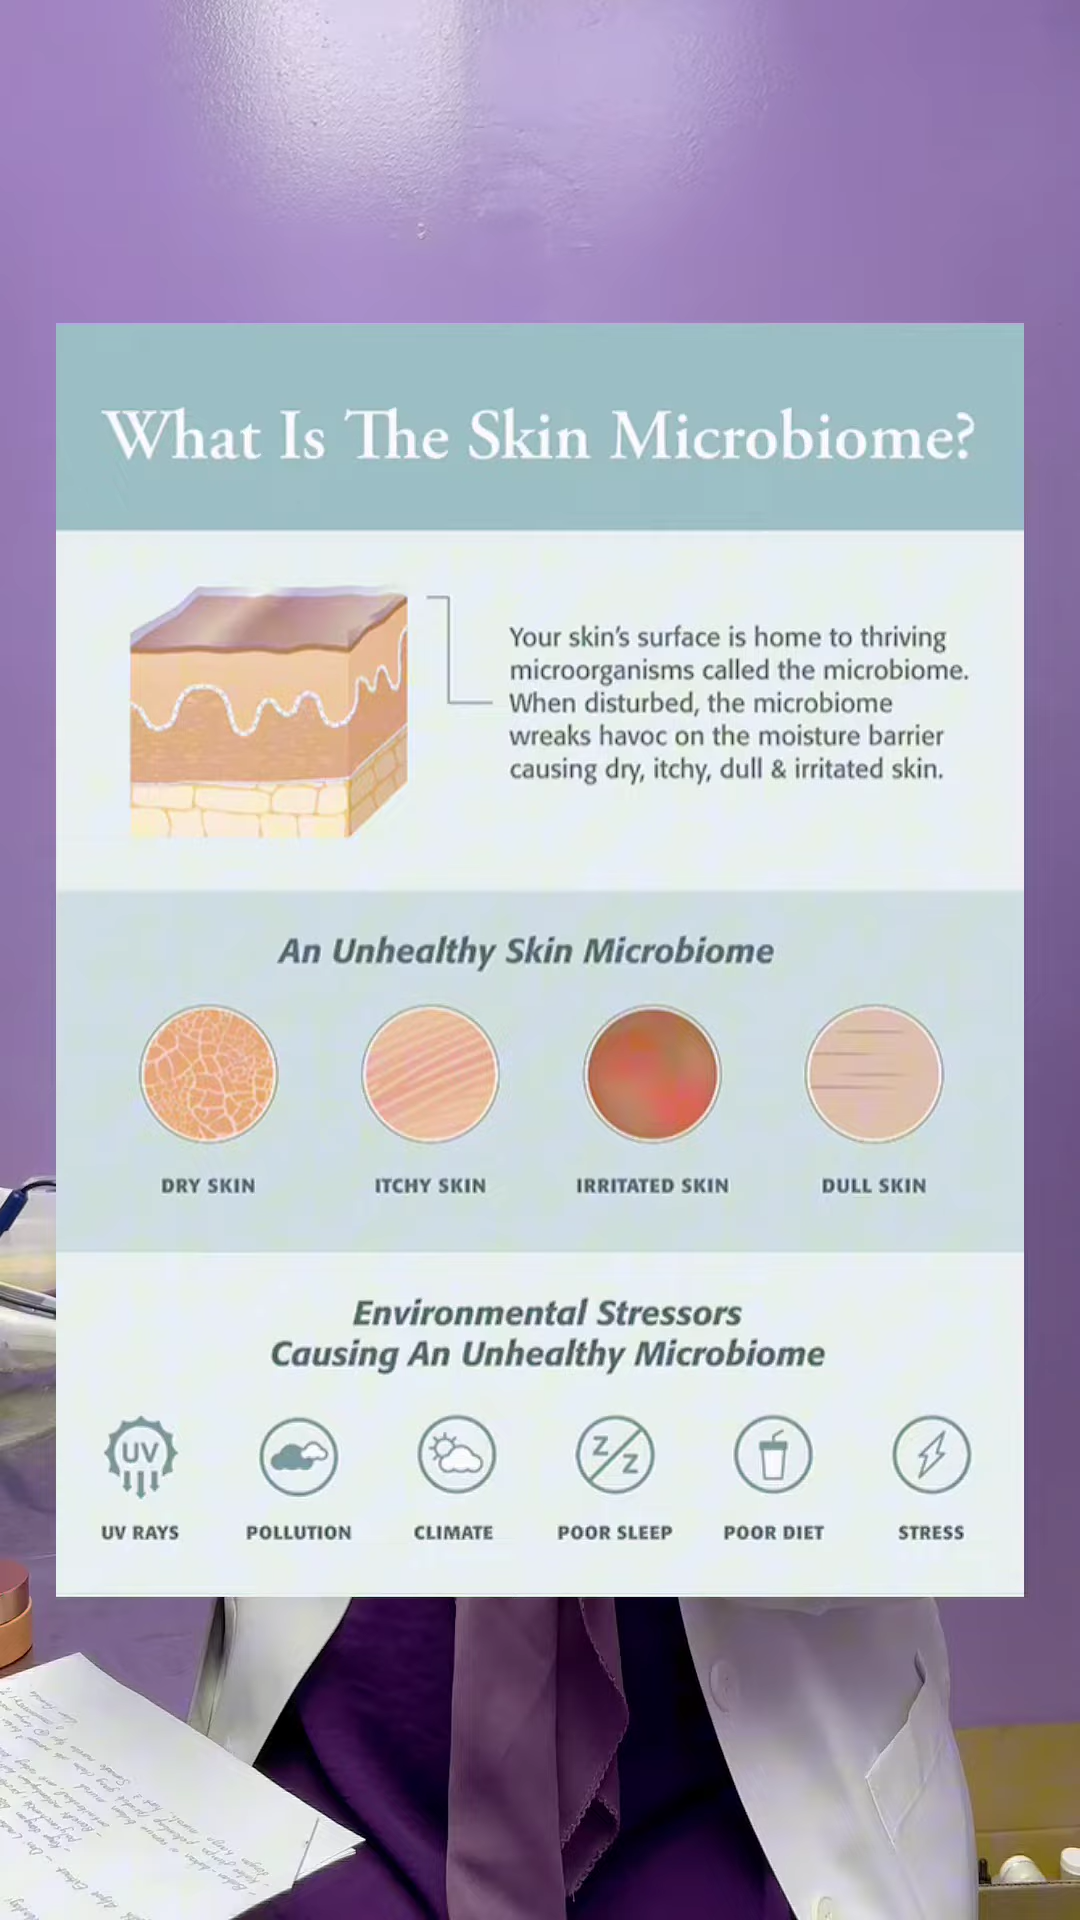 What Is The Skin Microbiome?
Your skin's surface is home to thriving
microorganisms called the microbiome.
When disturbed, the microbiome
wreaks havoc on the moisture barrier
causing dry, itchy, dull & irritated skin.
An Unhealthy Skin Microbiome
DRY SKIN
ITCHY SKIN
IRRITATED SKIN
DULL SKIN
Environmental Stressors
Causing An Unhealthy Microbiome
UV
Z
Z
UV RAYS
POLLUTION
CLIMATE
POOR SLEEP
POOR DIET
STRESS